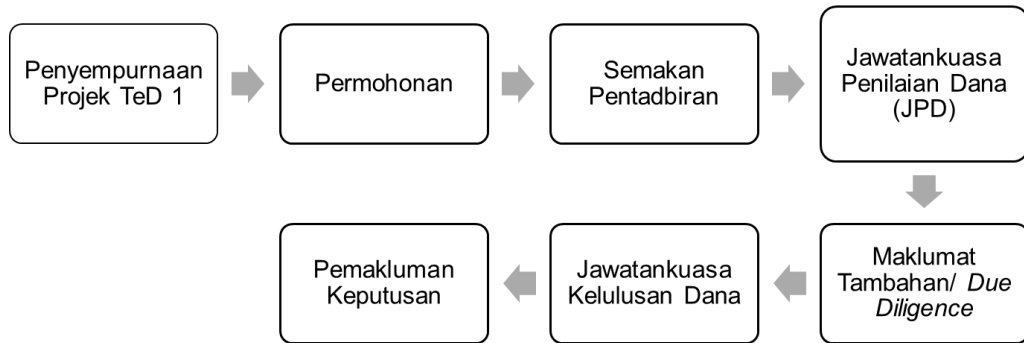 Penyempurnaan
Projek TeD 1
Permohonan
Semakan
Pentadbiran
Jawatankuasa
Penilaian Dana
(JPD)
Maklumat
Tambahan/ Due
Diligence
Jawatankuasa
Kelulusan Dana
Pemakluman
Keputusan